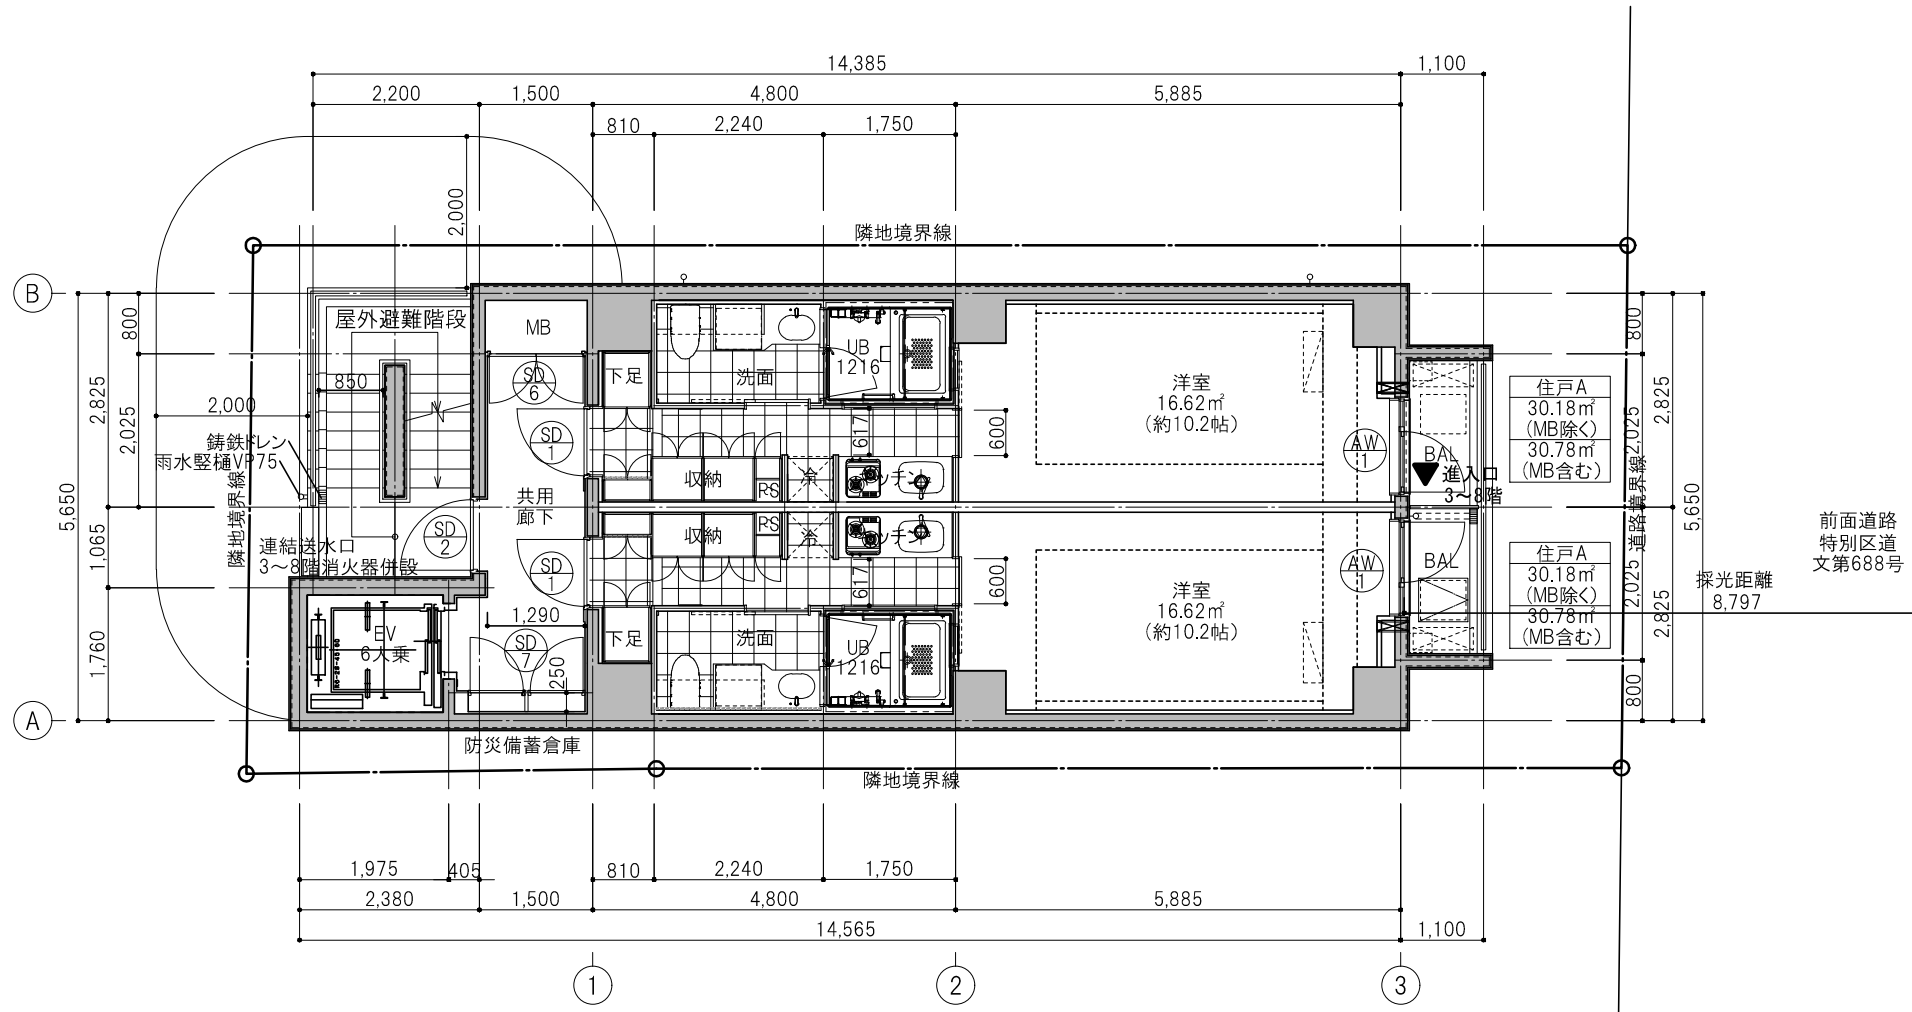 14,385
1,100
2,200
1,500
4,800
5,885
810
2,240
1,750
2,000
隣地境界線
B
屋外避難階段
MB
UB
1216
洗面
下足
SD
6
850
2,000
800
2,825
2,025
5,650
1,065
1,760
鋳鉄ドレン
雨水竪樋VP75
隣地境界線
SD
1
617
600
収納
RS
冷
キッチン
洋室
16.62㎡
(約10.2帖)
AW
1
BAL
進入口
3〜8階
住戸A
30.18㎡
(MB除く)
30.78㎡
(MB含む)
800
2,025
2,825
道路境界線
5,650
共用
廊下
SD
2
連結送水口
3〜8階消火器併設
SD
1
収納
RS
冷
キッチン
617
600
AW
1
BAL
住戸A
30.18㎡
(MB除く)
30.78㎡
(MB含む)
2,025
2,825
800
前面道路
特別区道
文第688号
採光距離
8,797
洋室
16.62㎡
(約10.2帖)
1,290
EV
6人乗
R6-2S-45 60
SD
7
250
下足
洗面
UB
1216
A
防災備蓄倉庫
隣地境界線
1,975
405
810
2,240
1,750
2,380
1,500
4,800
5,885
14,565
1,100
1
2
3